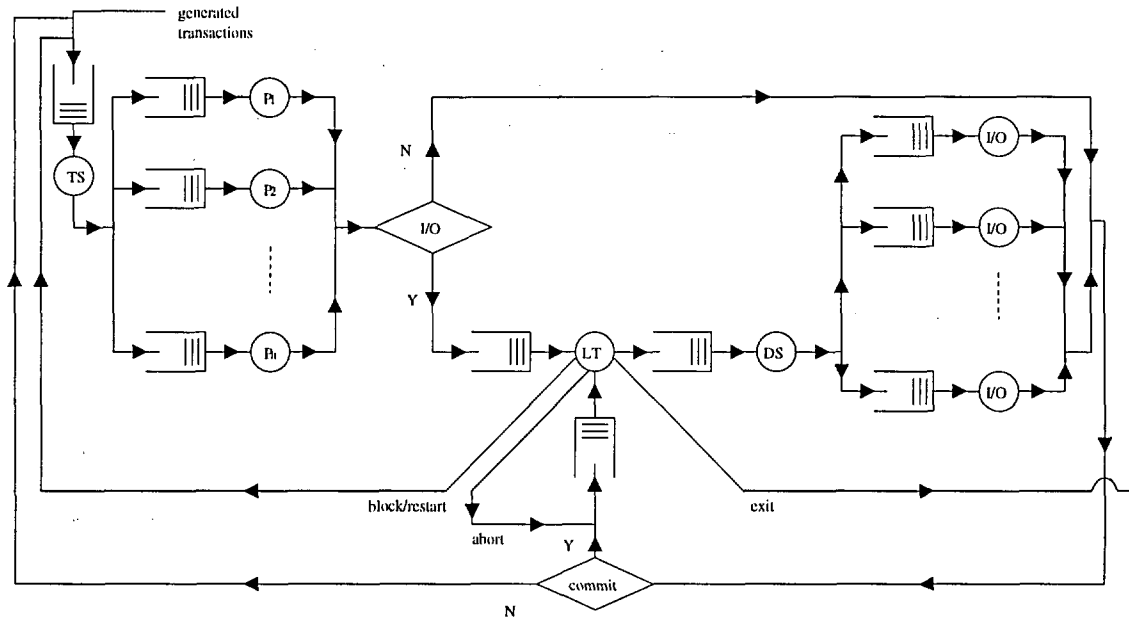 generated
transactions
TS
P1
P2
Pn
I/O
N
Y
LT
DS
I/O
I/O
I/O
block/restart
exit
abort
Y
commit
N